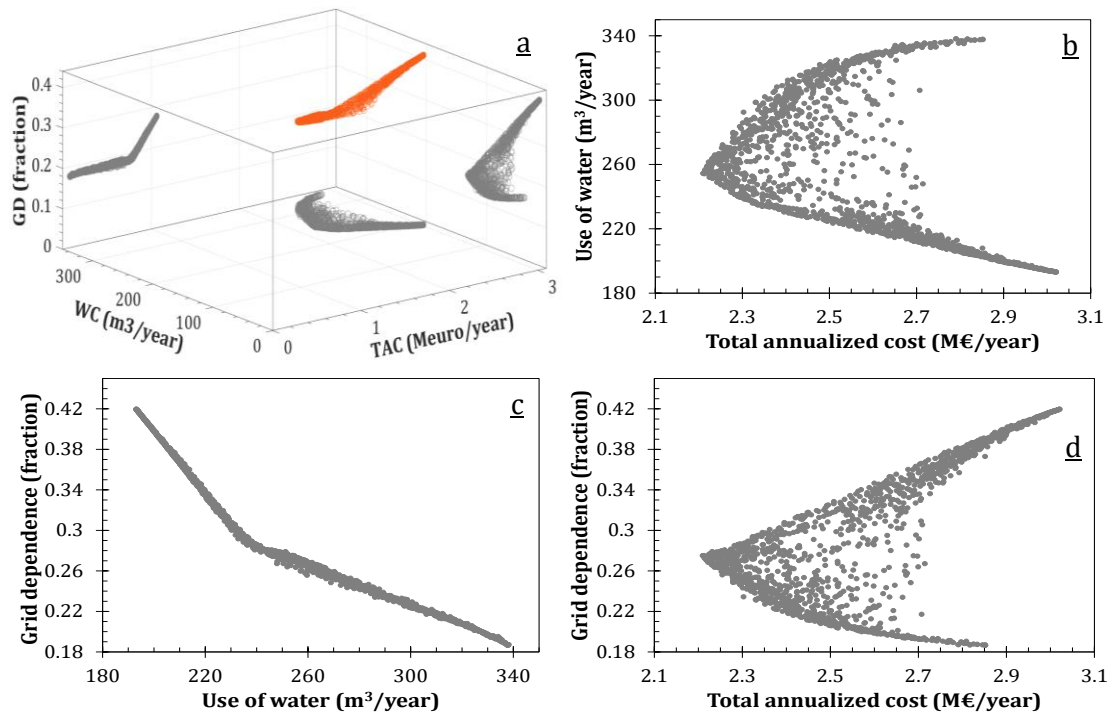 a
0.4
0.3
0.2
0.1
0
GD (fraction)
300
200
100
0
WC (m3/year)
0
1
2
3
TAC (Meuro/year)
b
340
300
260
220
180
Use of water (m³/year)
2.1 2.3 2.5 2.7 2.9 3.1
Total annualized cost (M€/year)
c
0.42
0.38
0.34
0.3
0.26
0.22
0.18
Grid dependence (fraction)
180 220 260 300 340
Use of water (m³/year)
d
0.42
0.38
0.34
0.3
0.26
0.22
0.18
Grid dependence (fraction)
2.1 2.3 2.5 2.7 2.9 3.1
Total annualized cost (M€/year)